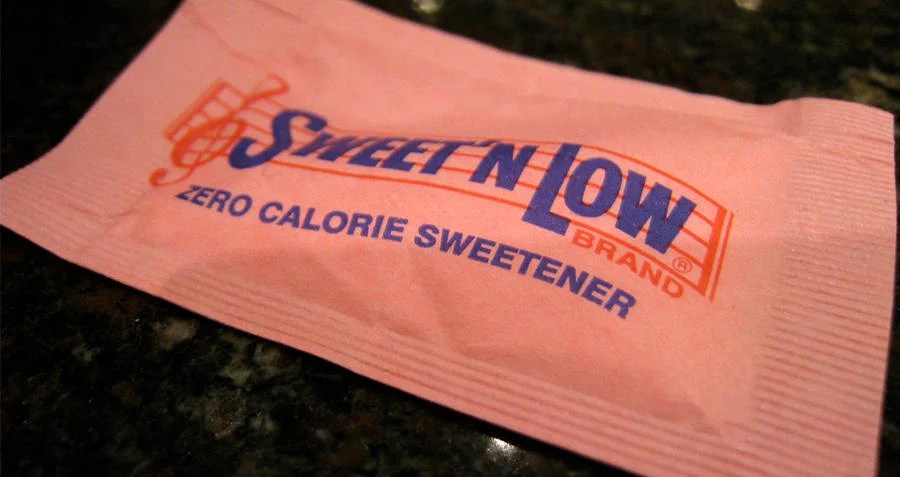 SWEET'N LOW
BRAND®
ZERO CALORIE SWEETENER